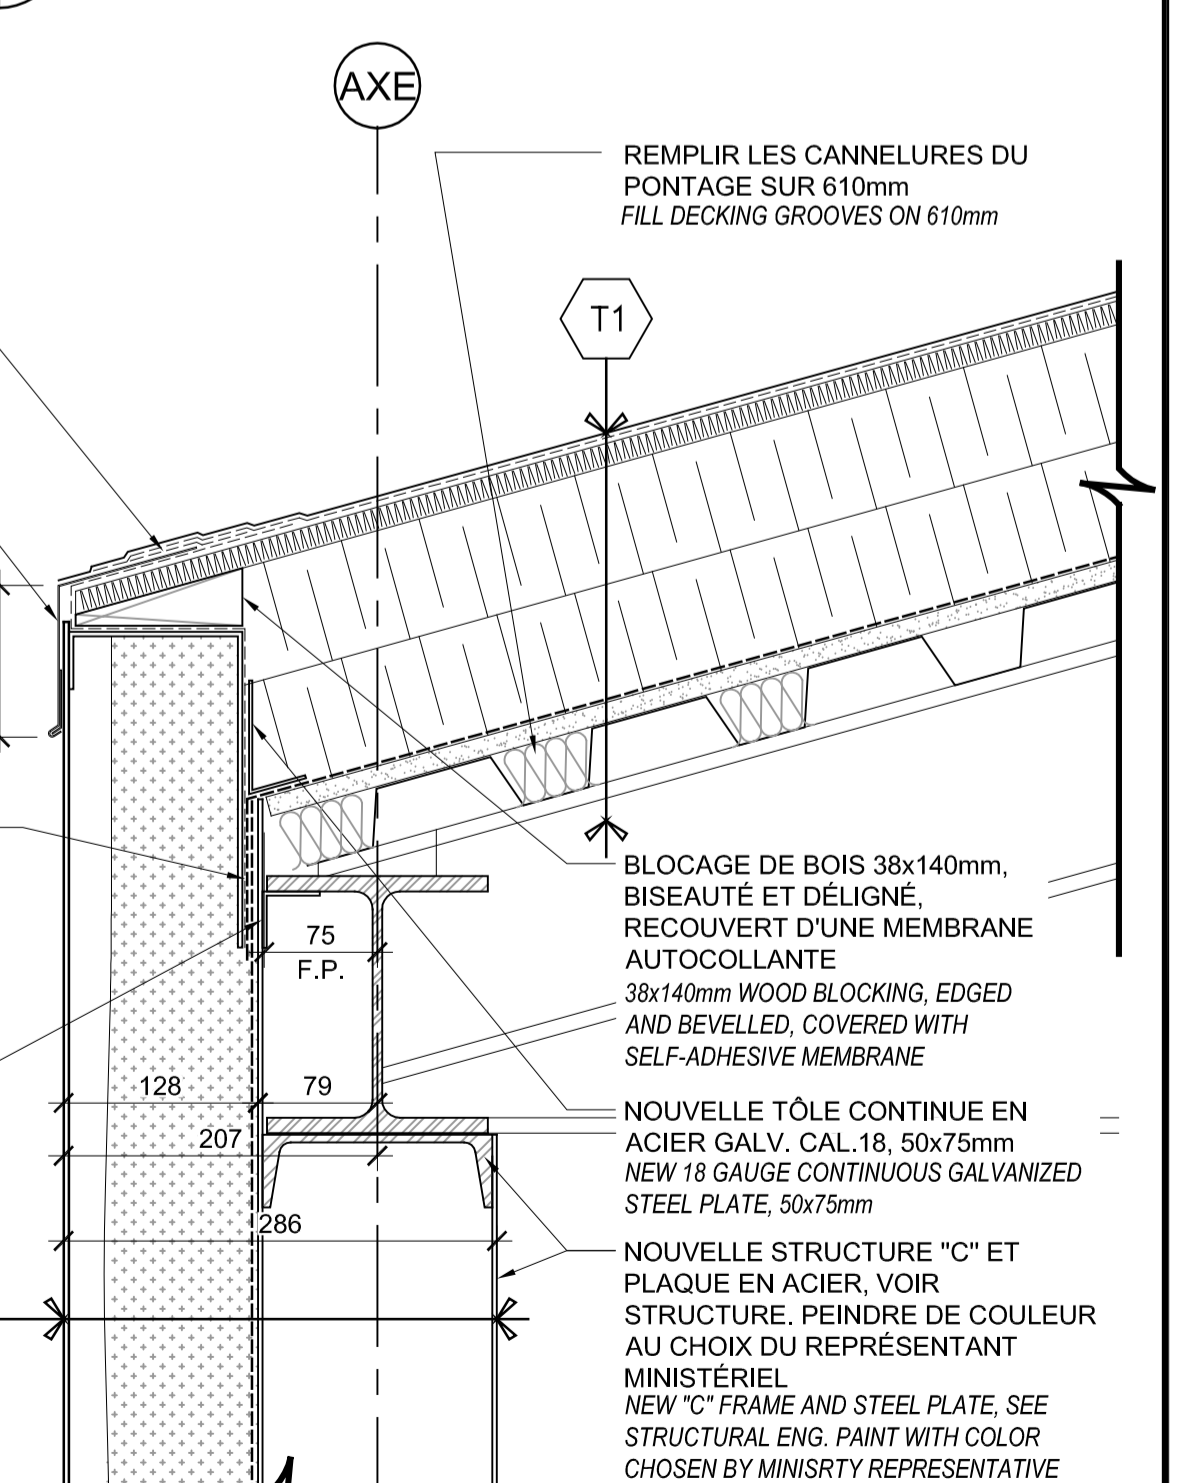 AXE
REMPLIR LES CANNELURES DU
PONTAGE SUR 610mm
FILL DECKING GROOVES ON 610mm
T1
BLOCAGE DE BOIS 38x140mm,
BISEAUTÉ ET DÉLIGNÉ,
RECOUVERT D'UNE MEMBRANE
AUTOCOLLANTE
38x140mm WOOD BLOCKING, EDGED
AND BEVELLED, COVERED WITH
SELF-ADHESIVE MEMBRANE
75
F.P.
128
79
207
286
NOUVELLE TÔLE CONTINUE EN
ACIER GALV. CAL.18, 50x75mm
NEW 18 GAUGE CONTINUOUS GALVANIZED
STEEL PLATE, 50x75mm
NOUVELLE STRUCTURE "C" ET
PLAQUE EN ACIER, VOIR
STRUCTURE. PEINDRE DE COULEUR
AU CHOIX DU REPRÉSENTANT
MINISTÉRIEL
NEW "C" FRAME AND STEEL PLATE, SEE
STRUCTURAL ENG. PAINT WITH COLOR
CHOSEN BY MINISRTY REPRESENTATIVE